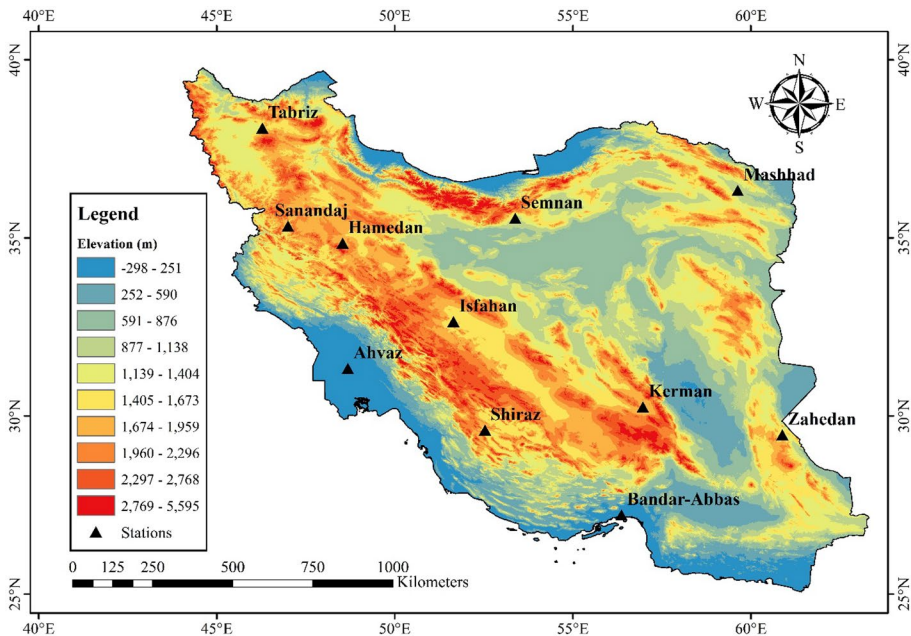 40°E 45°E 50°E 55°E 60°E
40°N 40°N
N
W E
S
Tabriz
Mashhad
Legend
Sanandaj
Semnan
Hamedan
35°N 35°N
Elevation (m)
-298 - 251
252 - 590
591 - 876
877 - 1,138
1,139 - 1,404
1,405 - 1,673
1,674 - 1,959
1,960 - 2,296
2,297 - 2,768
2,769 - 5,595
Stations
Isfahan
Ahvaz
Kerman
30°N 30°N
Shiraz
Zahedan
Bandar-Abbas
0 125 250 500 750 1000
Kilometers
25°N 25°N
40°E 45°E 50°E 55°E 60°E